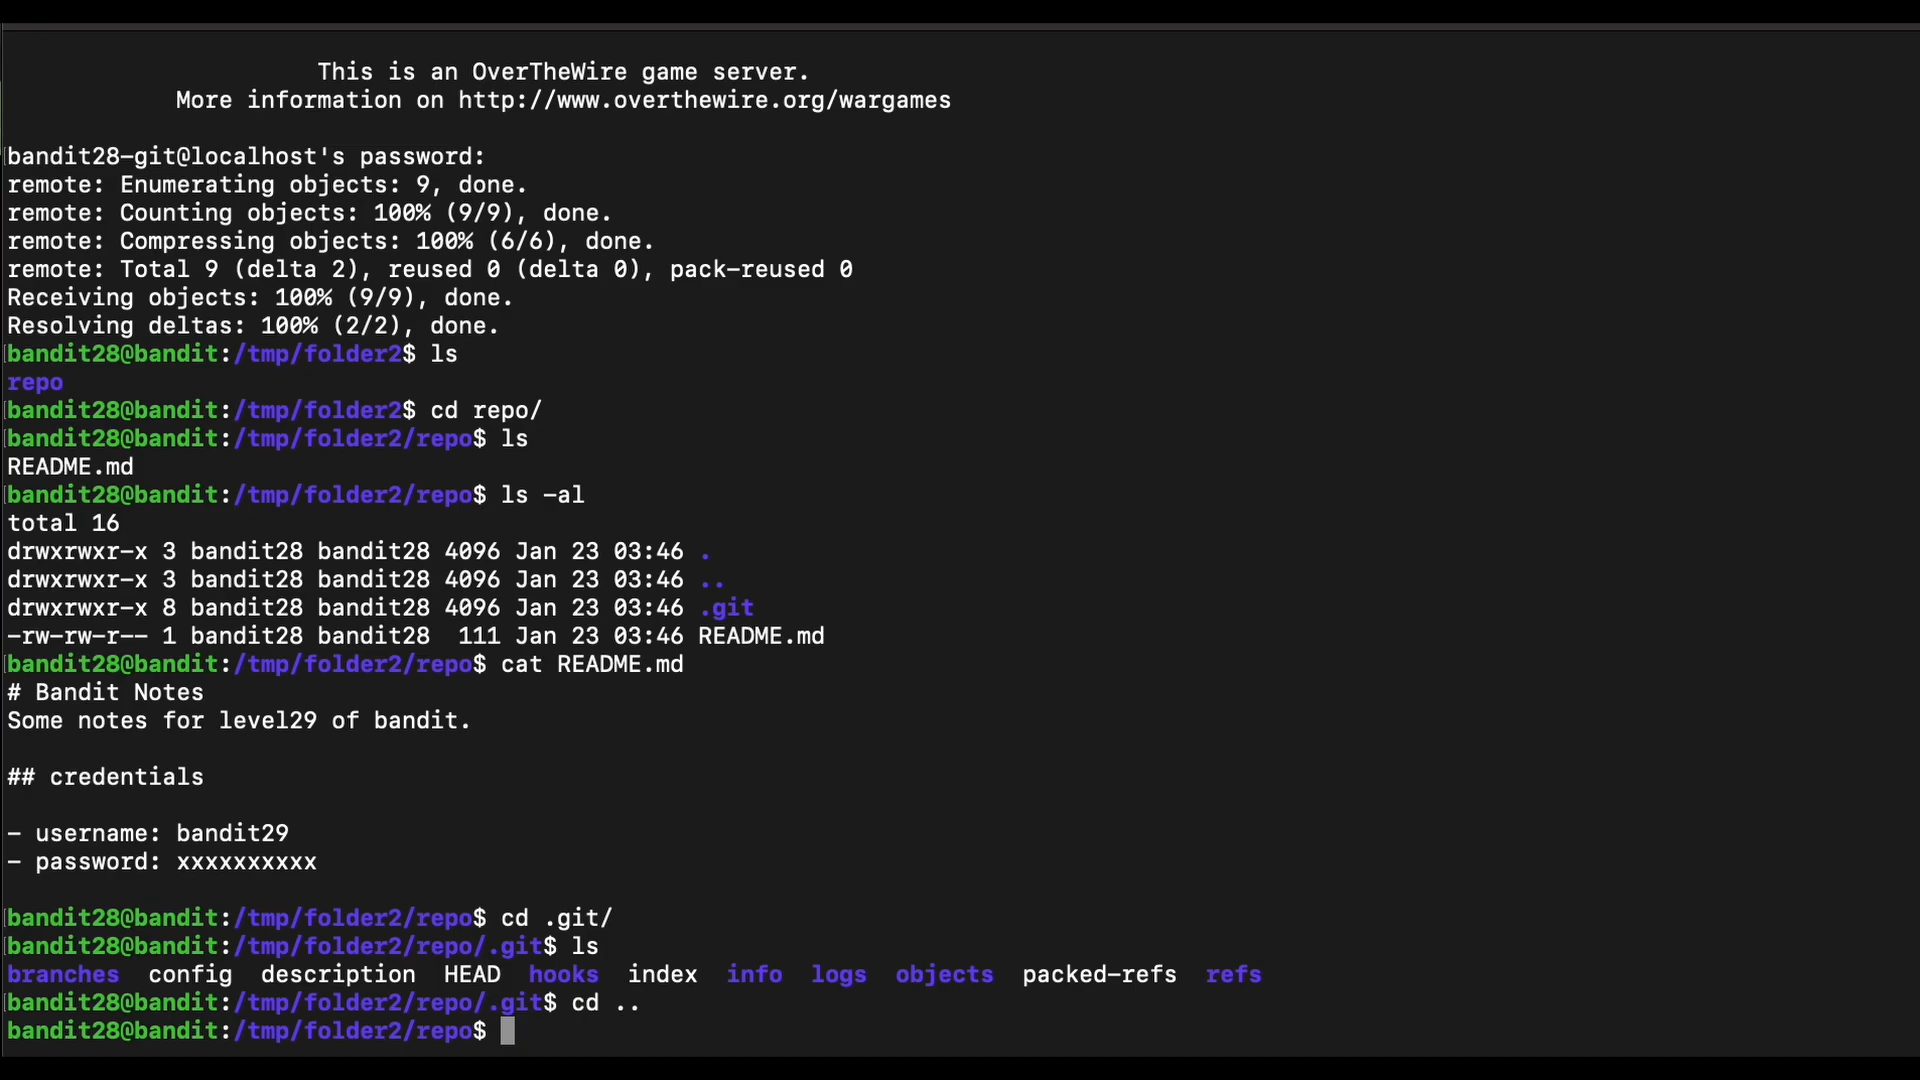 This is an OverTheWire game server.
More information on http://www.overthewire.org/wargames
bandit28-git@localhost's password:
remote: Enumerating objects: 9, done.
remote: Counting objects: 100% (9/9), done.
remote: Compressing objects: 100% (6/6), done.
remote: Total 9 (delta 2), reused 0 (delta 0), pack-reused 0
Receiving objects: 100% (9/9), done.
Resolving deltas: 100% (2/2), done.
bandit28@bandit:/tmp/folder2$ ls
repo
bandit28@bandit:/tmp/folder2$ cd repo/
bandit28@bandit:/tmp/folder2/repo$ ls
README.md
bandit28@bandit:/tmp/folder2/repo$ ls -al
total 16
drwxrwxr-x 3 bandit28 bandit28 4096 Jan 23 03:46 .
drwxrwxr-x 3 bandit28 bandit28 4096 Jan 23 03:46 ..
drwxrwxr-x 8 bandit28 bandit28 4096 Jan 23 03:46 .git
-rw-rw-r-- 1 bandit28 bandit28  111 Jan 23 03:46 README.md
bandit28@bandit:/tmp/folder2/repo$ cat README.md
# Bandit Notes
Some notes for level29 of bandit.
## credentials
- username: bandit29
- password: xxxxxxxxxx
bandit28@bandit:/tmp/folder2/repo$ cd .git/
bandit28@bandit:/tmp/folder2/repo/.git$ ls
branches  config  description  HEAD  hooks  index  info  logs  objects  packed-refs  refs
bandit28@bandit:/tmp/folder2/repo/.git$ cd ..
bandit28@bandit:/tmp/folder2/repo$